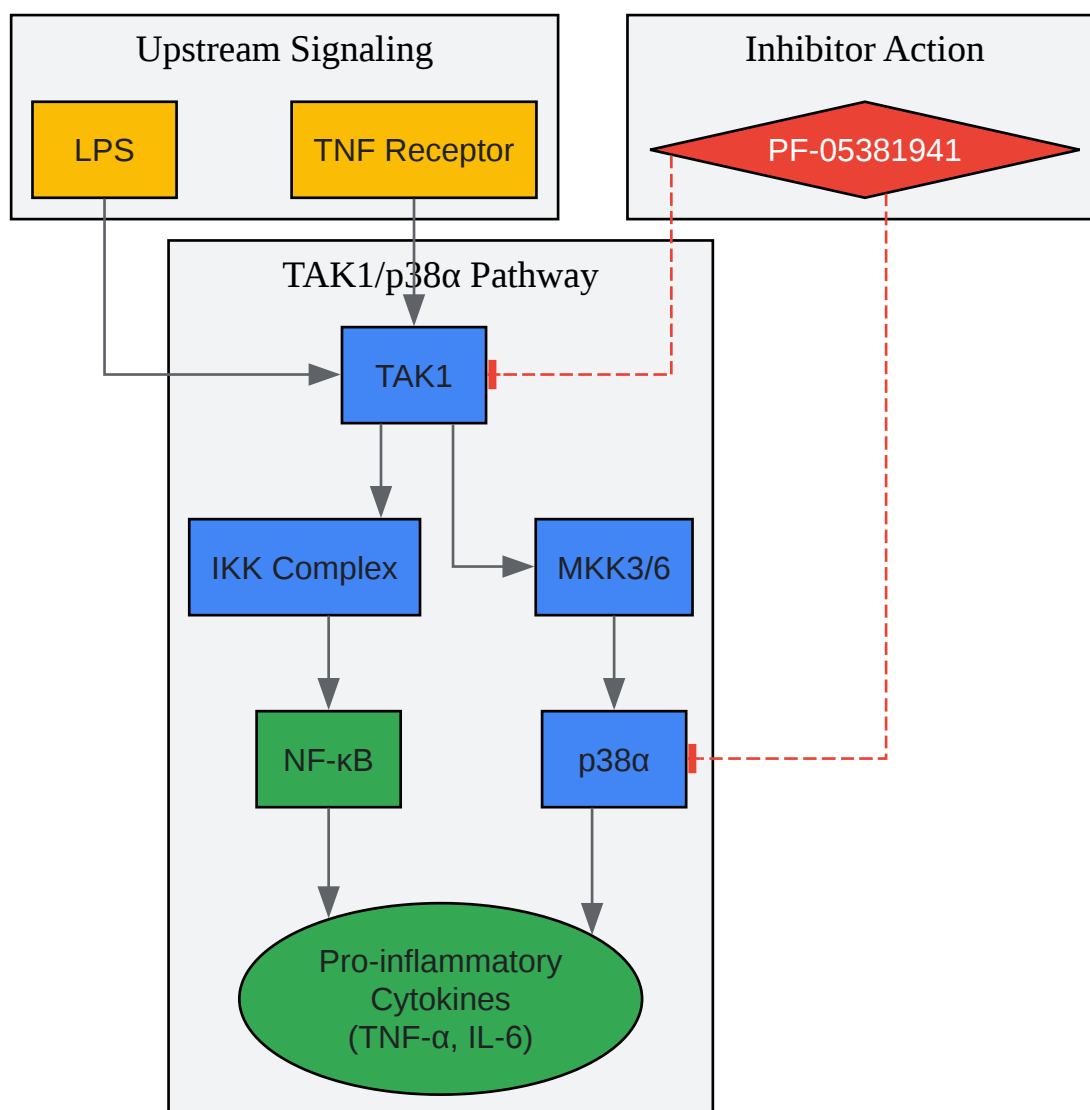 Upstream Signaling
Inhibitor Action
LPS
TNF Receptor
PF-05381941
TAK1/p38α Pathway
TAK1
IKK Complex
MKK3/6
NF-κB
p38α
Pro-inflammatory
Cytokines
(TNF-α, IL-6)